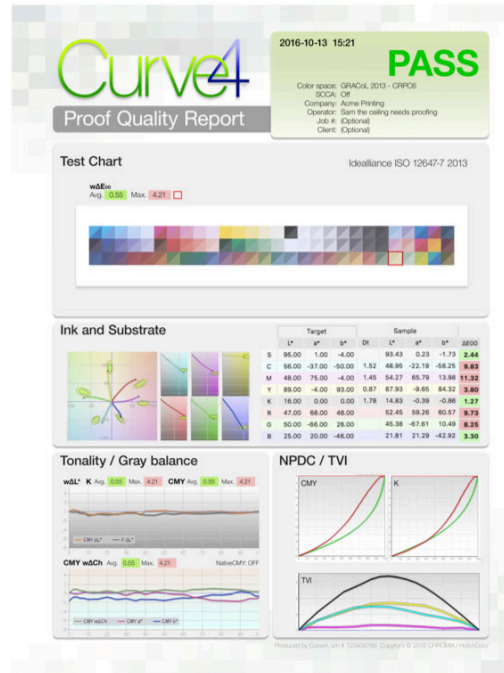 Curve4
Proof Quality Report
2016-10-13 15:21
PASS
Color space: GRACoL 2013 - CRPC6
SCCA: Off
Company: Acme Printing
Operator: Sam the ceiling needs proofing
Job #: (Optional)
Client: (Optional)
Test Chart
Idealliance ISO 12647-7 2013
wΔE00
Avg. 0.55 Max. 4.21
Ink and Substrate
Target Sample
L* a* b* Dt L* a* b* ΔE00
S 95.00 1.00 -4.00 93.43 0.23 -1.73 2.44
C 56.00 -37.00 -50.00 1.52 48.95 -22.19 -58.25 9.83
M 48.00 75.00 -4.00 1.45 54.27 65.79 13.98 11.32
Y 89.00 -4.00 93.00 0.87 87.93 -9.65 84.32 3.80
K 16.00 0.00 0.00 1.78 14.83 -0.39 -0.86 1.27
R 47.00 68.00 48.00 52.45 59.26 60.57 9.73
G 50.00 -66.00 26.00 45.38 -67.61 10.49 8.25
B 25.00 20.00 -46.00 21.81 21.29 -42.92 3.30
Tonality / Gray balance
wΔL* K Avg. 0.55 Max. 4.21 CMY Avg. 0.55 Max. 4.21
CMY ΔL* K ΔL*
CMY wΔCh Avg. 0.55 Max. 4.21 NativeCMY: OFF
CMY wΔCh CMY a* CMY b*
NPDC / TVI
CMY
K
TVI